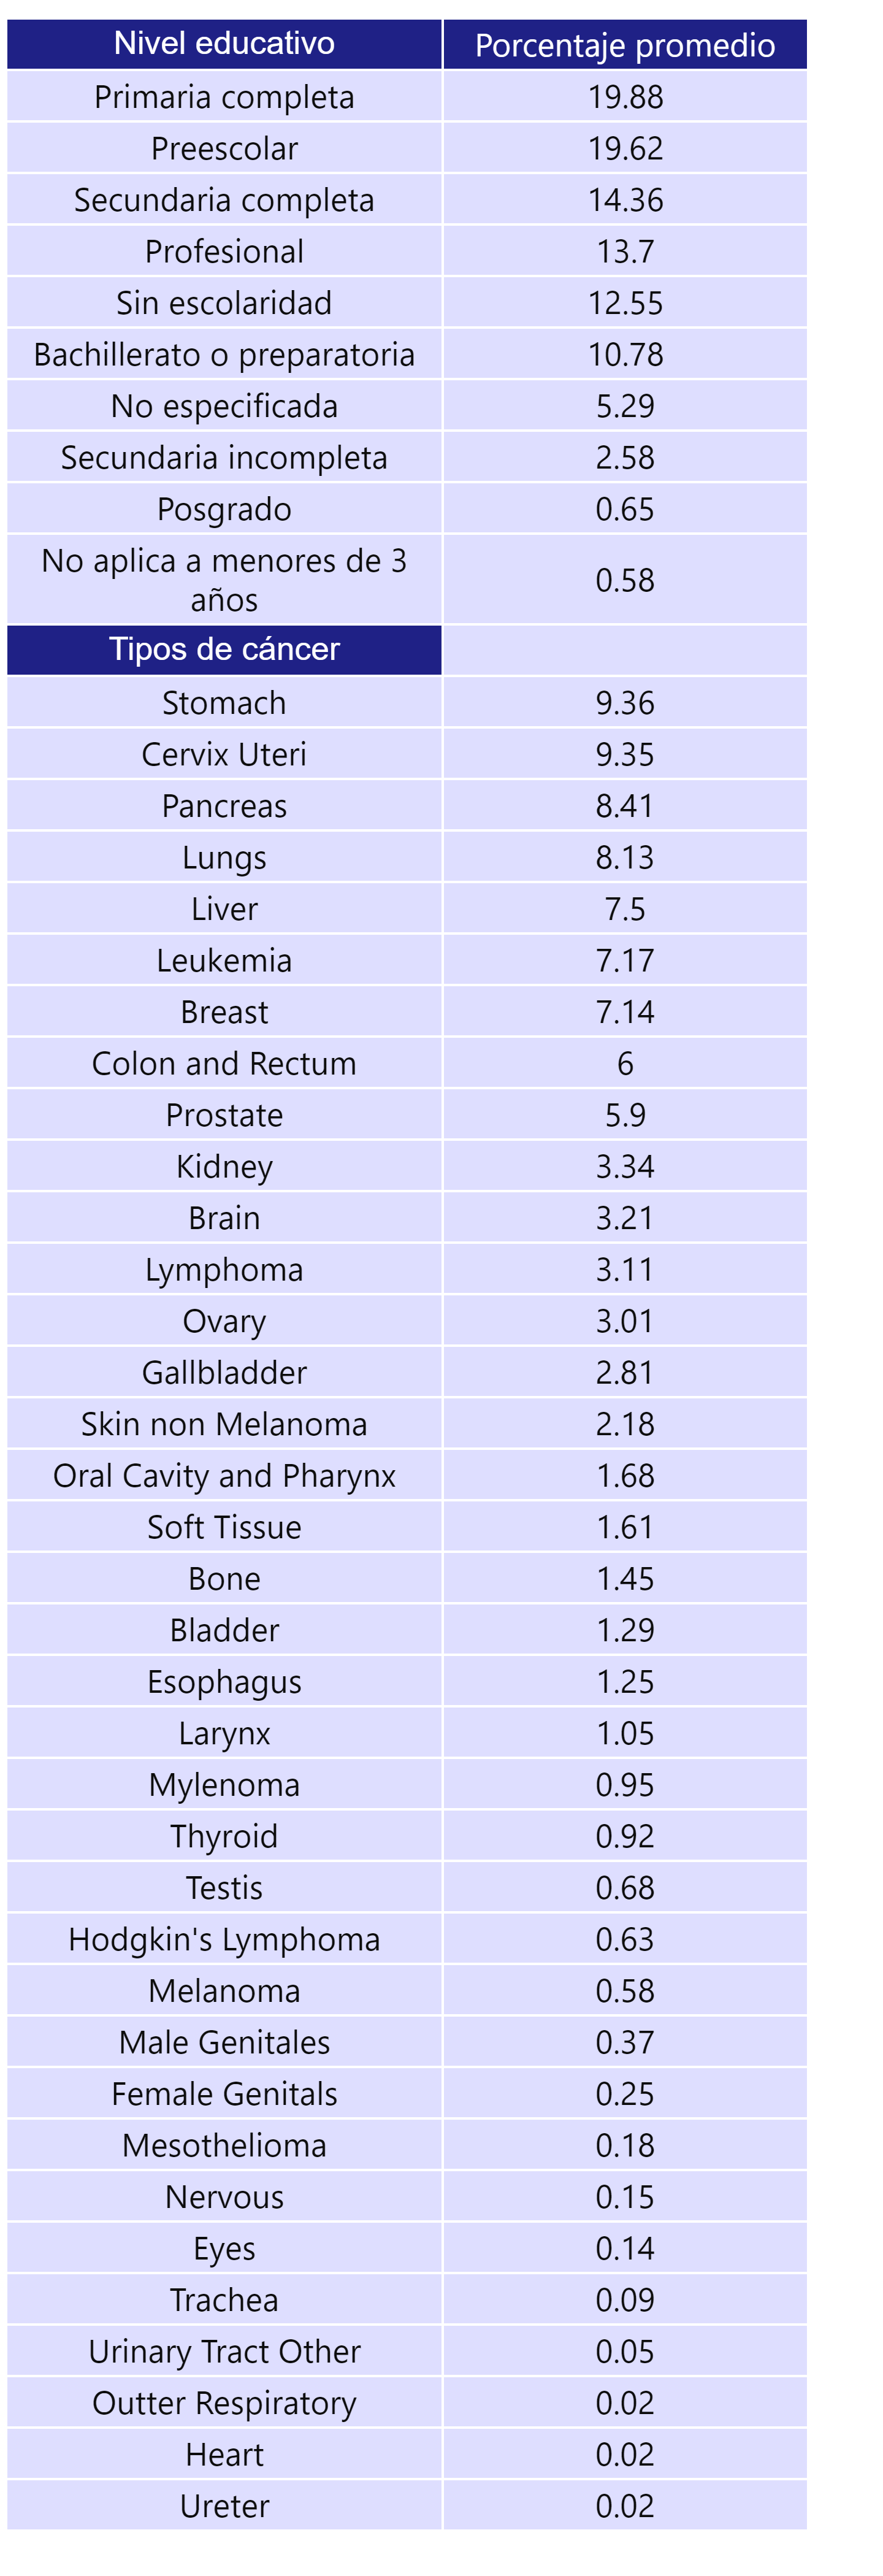 Nivel educativo Porcentaje promedio
Primaria completa 19.88
Preescolar 19.62
Secundaria completa 14.36
Profesional 13.7
Sin escolaridad 12.55
Bachillerato o preparatoria 10.78
No especificada 5.29
Secundaria incompleta 2.58
Posgrado 0.65
No aplica a menores de 3
años 0.58
Tipos de cáncer
Stomach 9.36
Cervix Uteri 9.35
Pancreas 8.41
Lungs 8.13
Liver 7.5
Leukemia 7.17
Breast 7.14
Colon and Rectum 6
Prostate 5.9
Kidney 3.34
Brain 3.21
Lymphoma 3.11
Ovary 3.01
Gallbladder 2.81
Skin non Melanoma 2.18
Oral Cavity and Pharynx 1.68
Soft Tissue 1.61
Bone 1.45
Bladder 1.29
Esophagus 1.25
Larynx 1.05
Mylenoma 0.95
Thyroid 0.92
Testis 0.68
Hodgkin's Lymphoma 0.63
Melanoma 0.58
Male Genitales 0.37
Female Genitals 0.25
Mesothelioma 0.18
Nervous 0.15
Eyes 0.14
Trachea 0.09
Urinary Tract Other 0.05
Outter Respiratory 0.02
Heart 0.02
Ureter 0.02